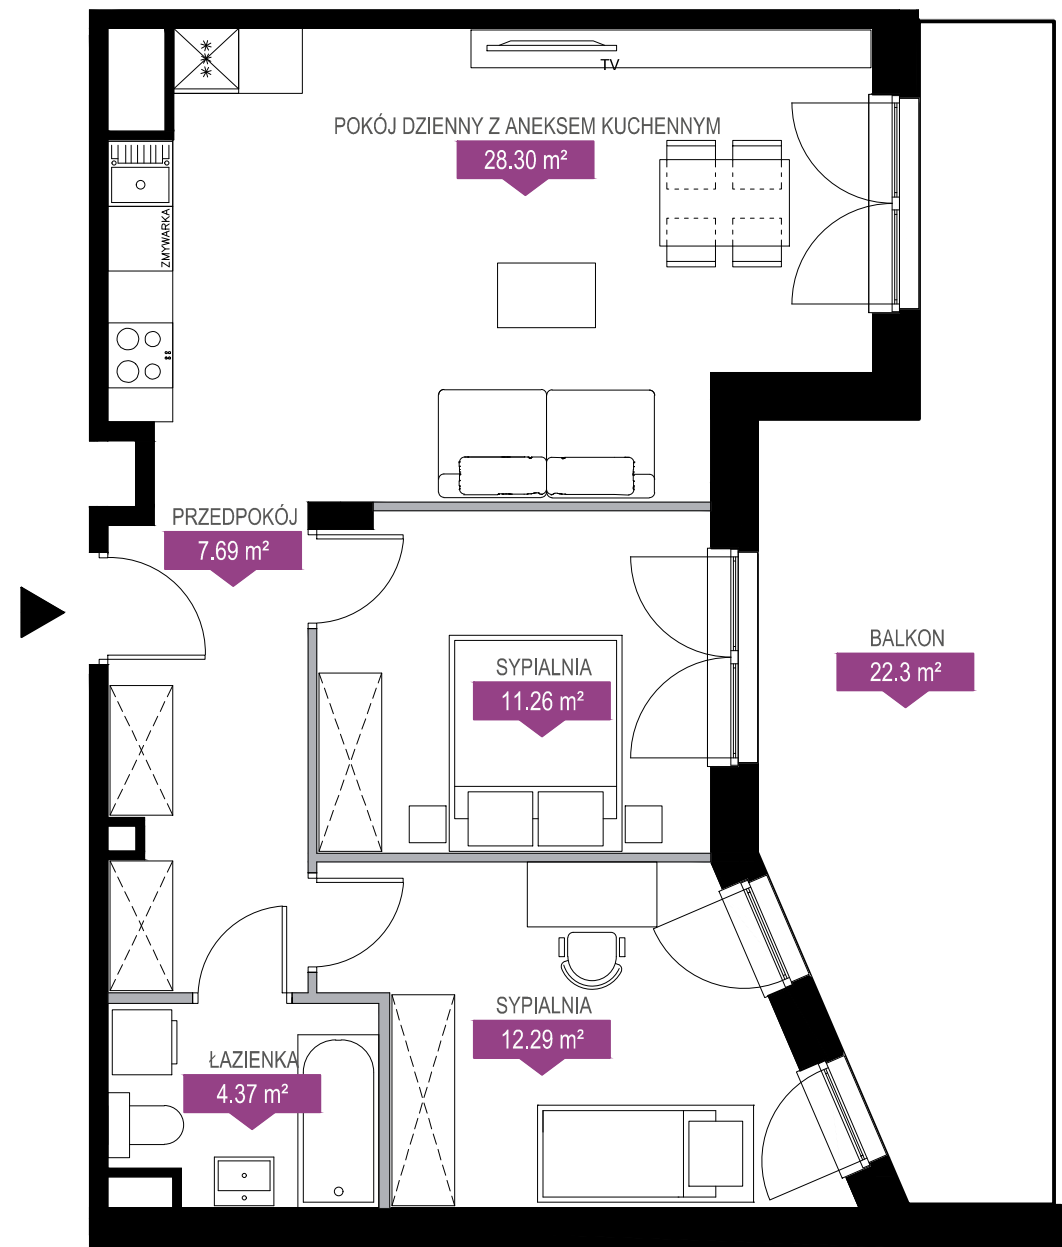 TV
POKÓJ DZIENNY Z ANEKSEM KUCHENNYM
28.30 m²
ZMYWARKA
PRZEDPOKÓJ
7.69 m²
SYPIALNIA
11.26 m²
BALKON
22.3 m²
SYPIALNIA
12.29 m²
ŁAZIENKA
4.37 m²